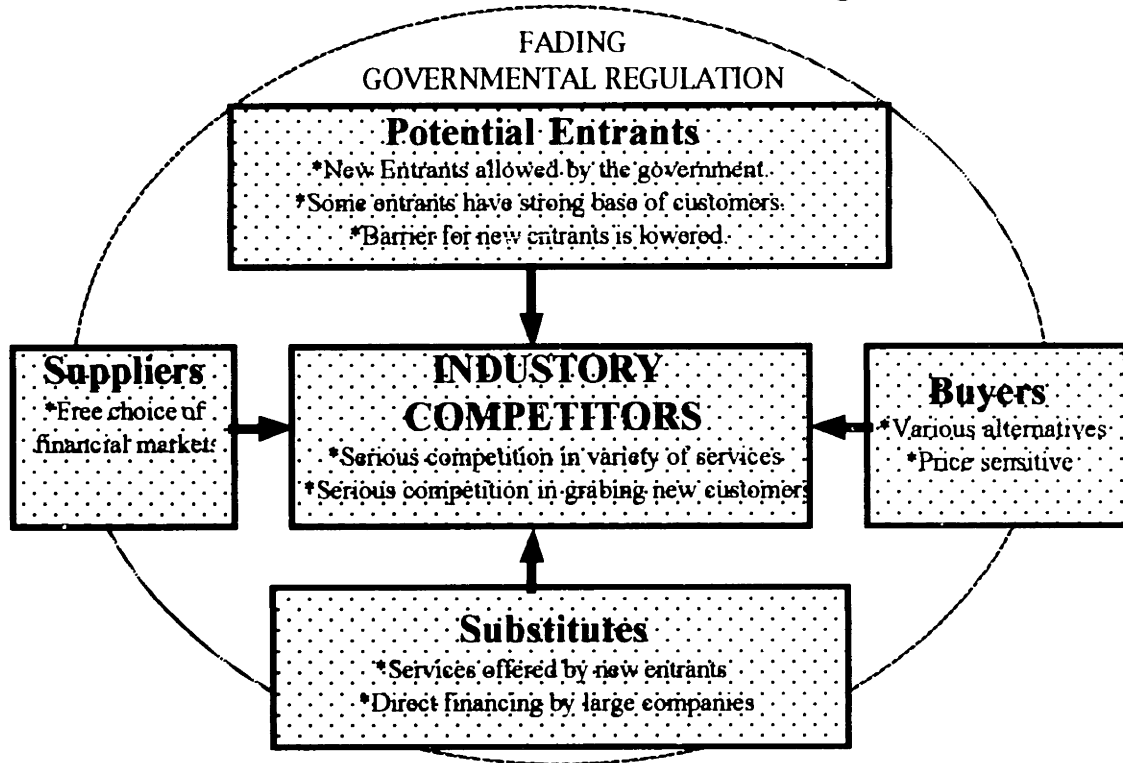 FADING
GOVERNMENTAL REGULATION
Potential Entrants
*New Entrants allowed by the government.
*Some entrants have strong base of customers.
*Barrier for new entrants is lowered.
Suppliers
*Free choice of
financial markets
INDUSTORY
COMPETITORS
*Serious competition in variety of services
*Serious competition in grabing new customers
Buyers
*Various alternatives
*Price sensitive
Substitutes
*Services offered by new entrants
*Direct financing by large companies